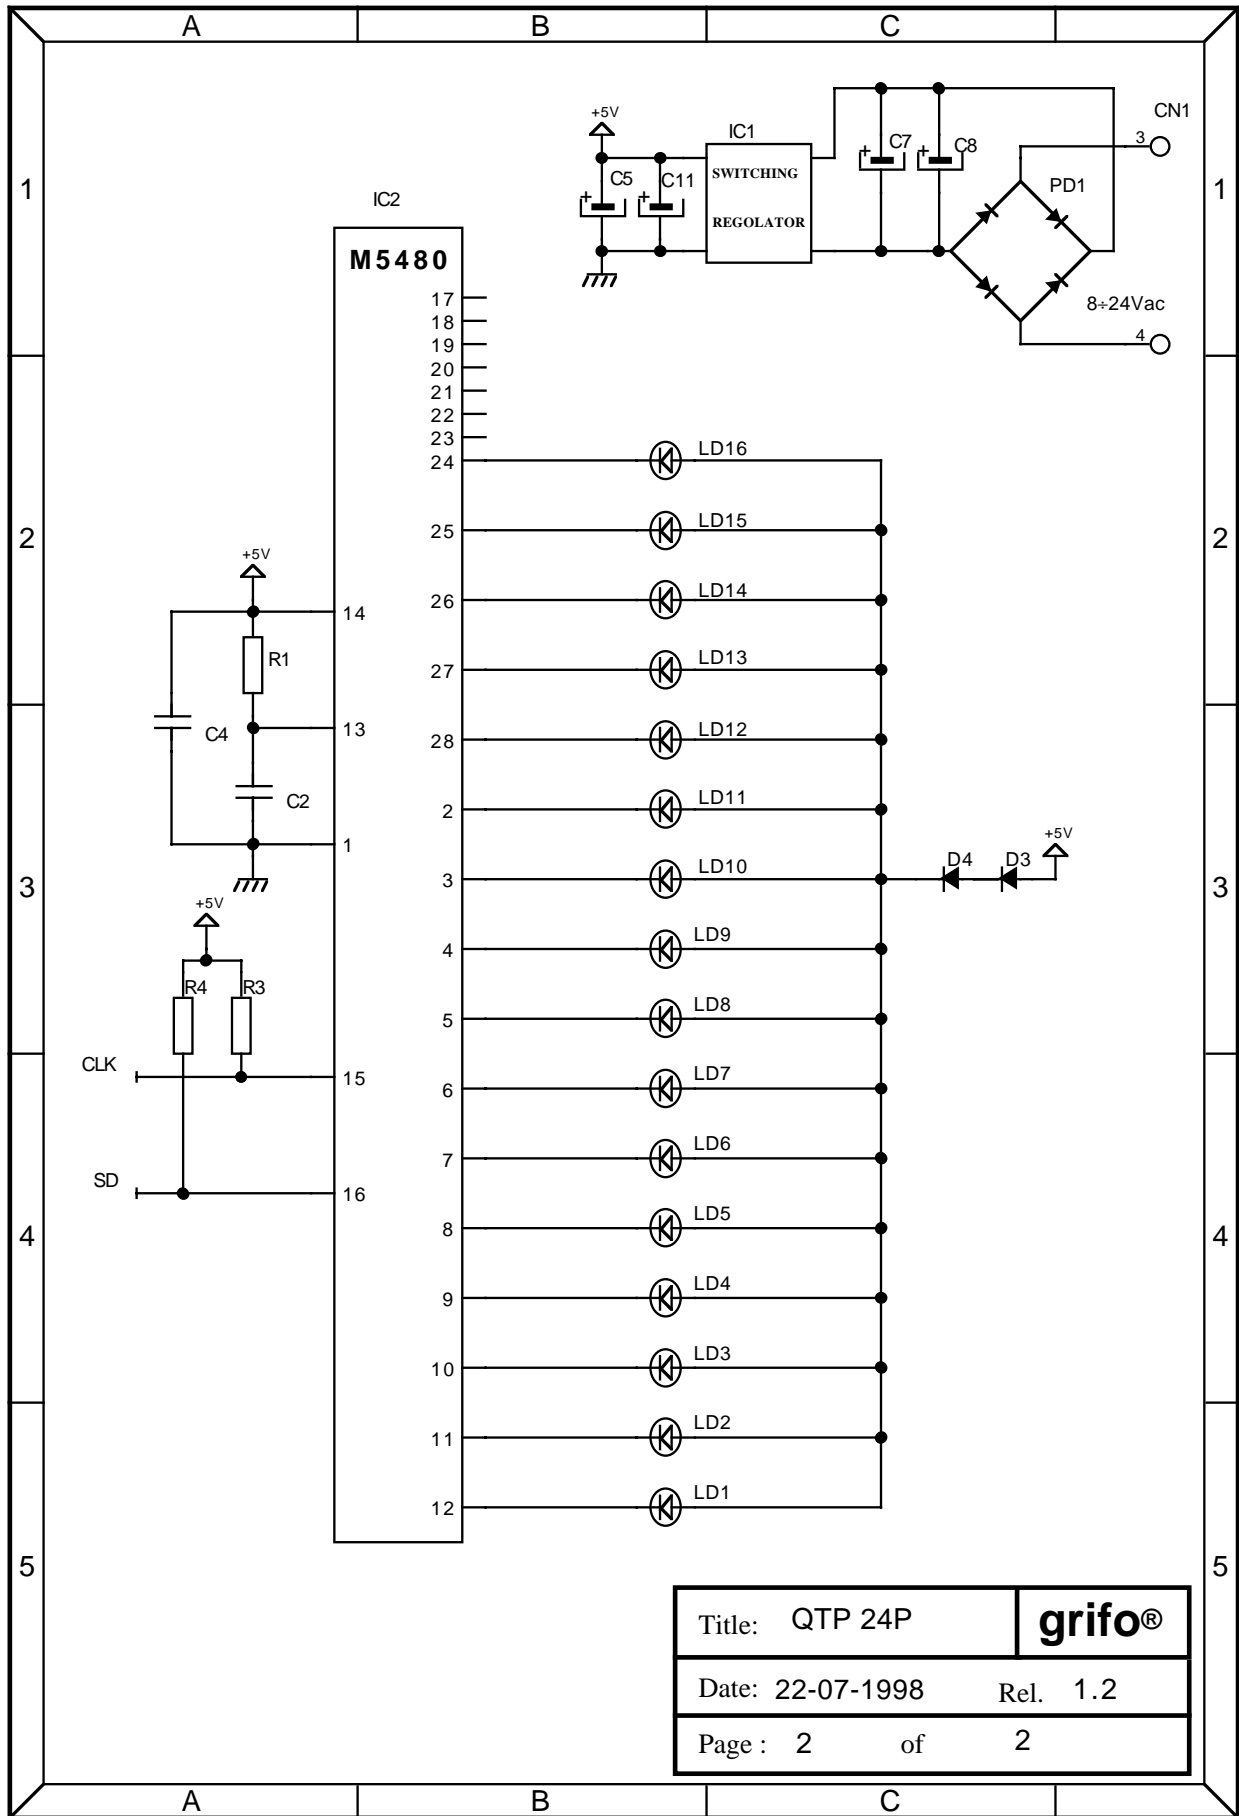 A B C
CN1
+5V
IC1
3
C7 C8
1 1
SWITCHING
C5 C11
PD1
IC2
REGOLATOR
M5480
17
8÷24Vac
18
4
19
20
21
22
23
24 LD16
25 LD15
2 2
+5V
26 LD14
14
R1
27 LD13
13
C4
28 LD12
C2
2 LD11
1
+5V
D4 D3
3 LD10
3 3
+5V
4 LD9
R4 R3
5 LD8
CLK
15
6 LD7
7 LD6
SD
16
8 LD5
4 4
9 LD4
10 LD3
11 LD2
12 LD1
5 5
Title: QTP 24P grifo®
Date: 22-07-1998 Rel. 1.2
Page : 2 of 2
A B C